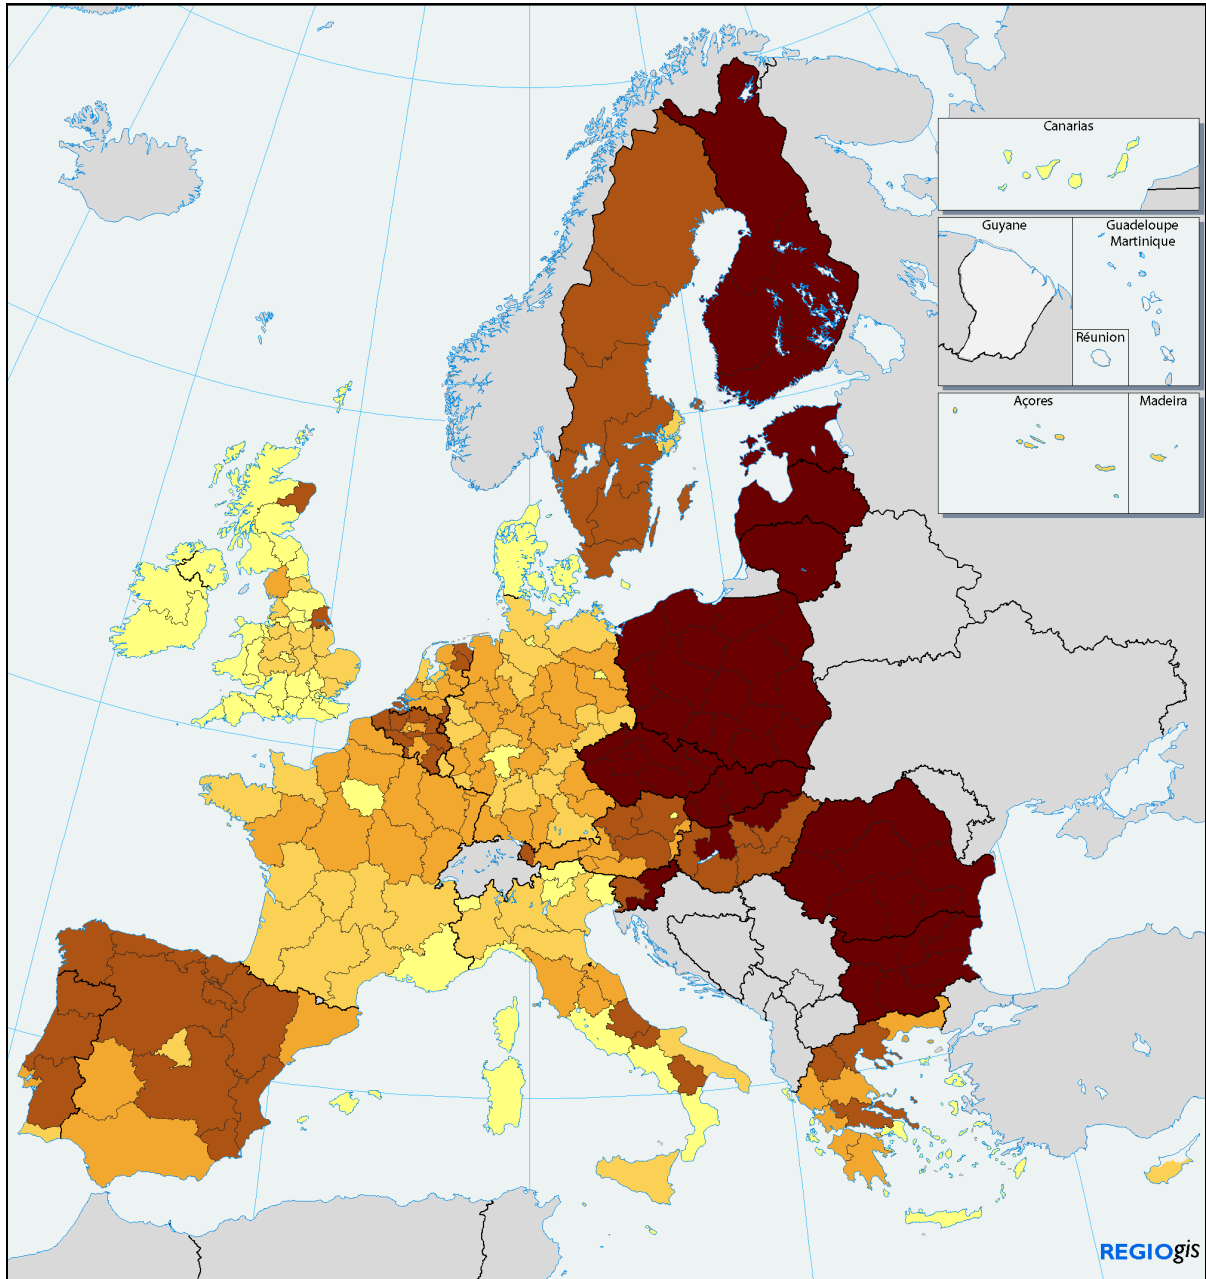 Canarias
Guyane
Guadeloupe
Martinique
Réunion
Açores
Madeira
REGIOgis